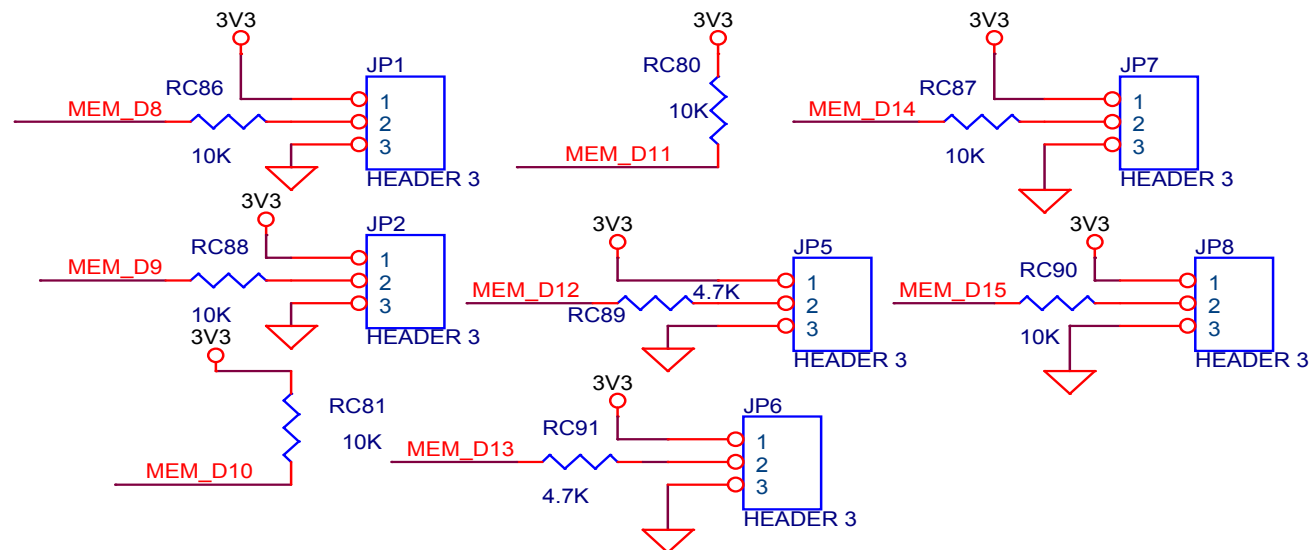 3V3
JP1
RC86
MEM_D8
1
2
3
10K
HEADER 3
3V3
RC80
10K
MEM_D11
3V3
JP7
RC87
MEM_D14
1
2
3
10K
HEADER 3
3V3
JP2
RC88
MEM_D9
1
2
3
10K
HEADER 3
3V3
JP5
MEM_D12
4.7K
RC89
1
2
3
HEADER 3
3V3
JP8
RC90
MEM_D15
1
2
3
10K
HEADER 3
3V3
RC81
10K
MEM_D10
3V3
JP6
RC91
MEM_D13
1
2
3
4.7K
HEADER 3